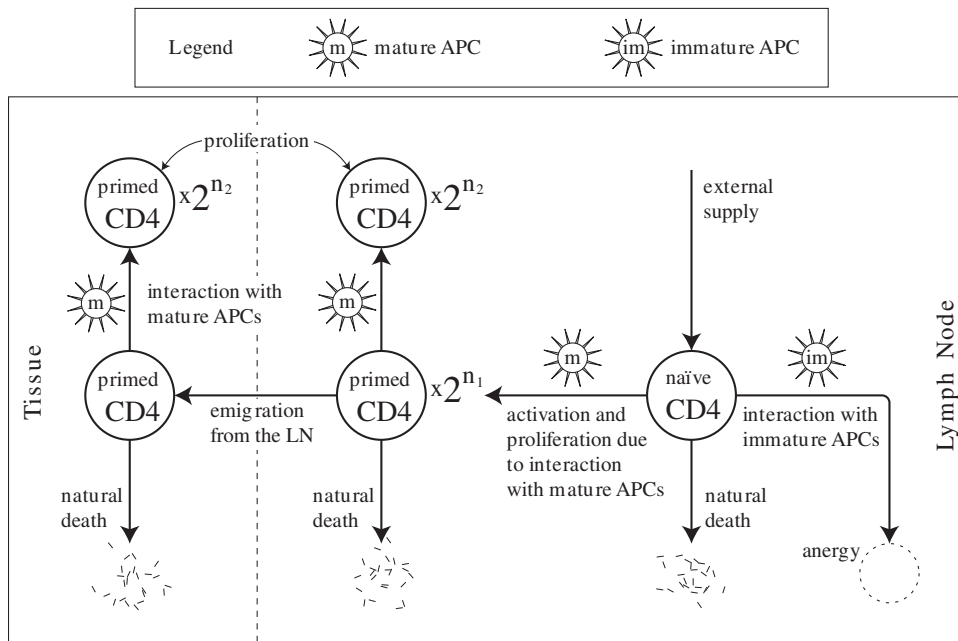 Legend
m
mature APC
im
immature APC
Tissue
Lymph Node
proliferation
primed
CD4
x2^n2
primed
CD4
x2^n2
external
supply
m
interaction with
mature APCs
m
m
im
primed
CD4
emigration
from the LN
primed
CD4
x2^n1
activation and
proliferation due
to interaction
with mature APCs
naïve
CD4
interaction with
immature APCs
natural
death
natural
death
natural
death
anergy